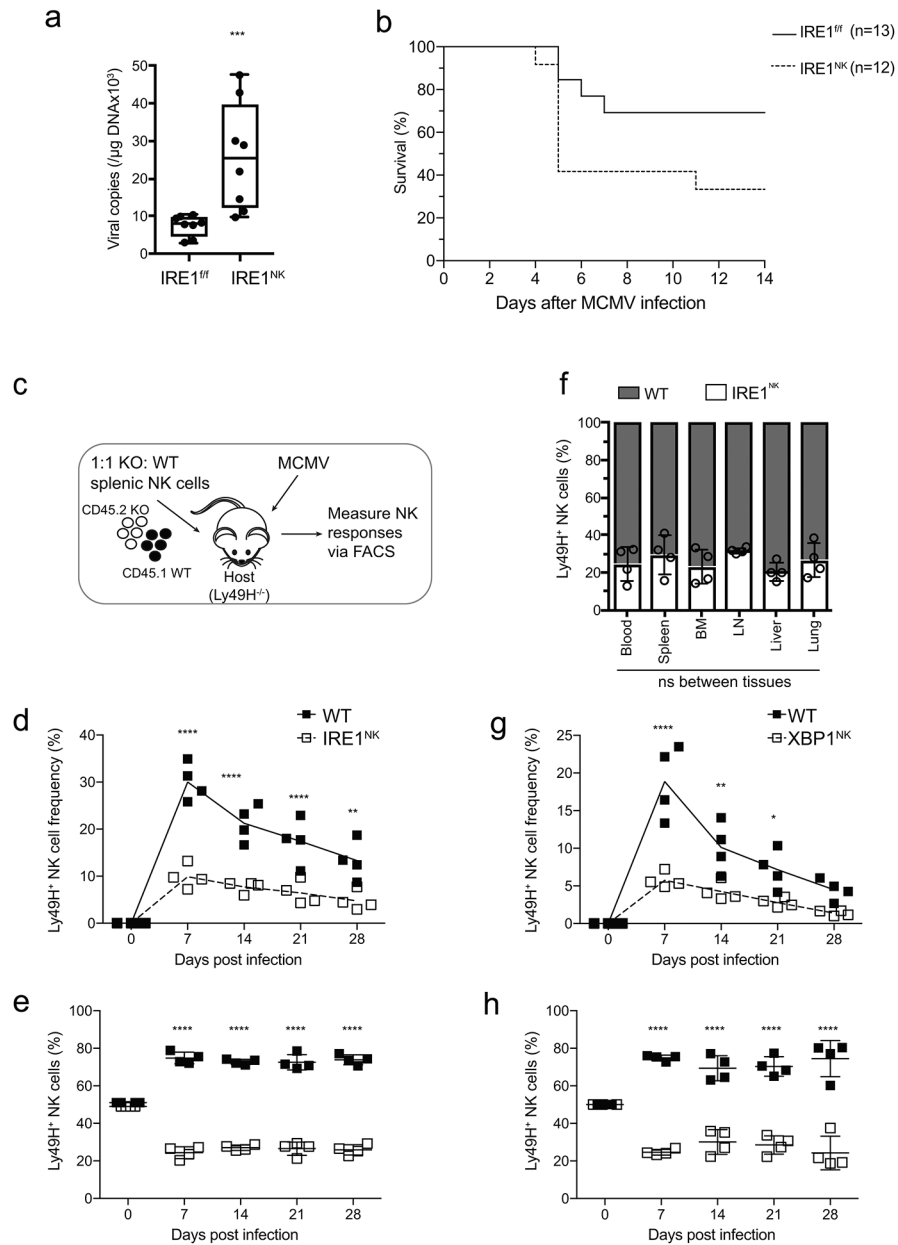 a
***
Viral copies (/µg DNAx10³)
50
40
30
20
10
0
IRE1f/f
IRE1NK
b
IRE1f/f (n=13)
IRE1NK (n=12)
Survival (%)
100
80
60
40
20
0
0 2 4 6 8 10 12 14
Days after MCMV infection
c
1:1 KO: WT
splenic NK cells
CD45.2 KO
CD45.1 WT
MCMV
Host
(Ly49H-/-)
Measure NK
responses
via FACS
f
WT
IRE1NK
Ly49H+ NK cells (%)
100
80
60
40
20
0
Blood
Spleen
BM
LN
Liver
Lung
ns between tissues
d
WT
IRE1NK
Ly49H+ NK cell frequency (%)
40
30
20
10
0
****
****
****
**
0 7 14 21 28
Days post infection
g
WT
XBP1NK
Ly49H+ NK cell frequency (%)
25
20
15
10
5
0
****
**
*
0 7 14 21 28
Days post infection
e
Ly49H+ NK cells (%)
100
80
60
40
20
0
**** **** **** ****
0 7 14 21 28
Days post infection
h
Ly49H+ NK cells (%)
100
80
60
40
20
0
**** **** **** ****
0 7 14 21 28
Days post infection